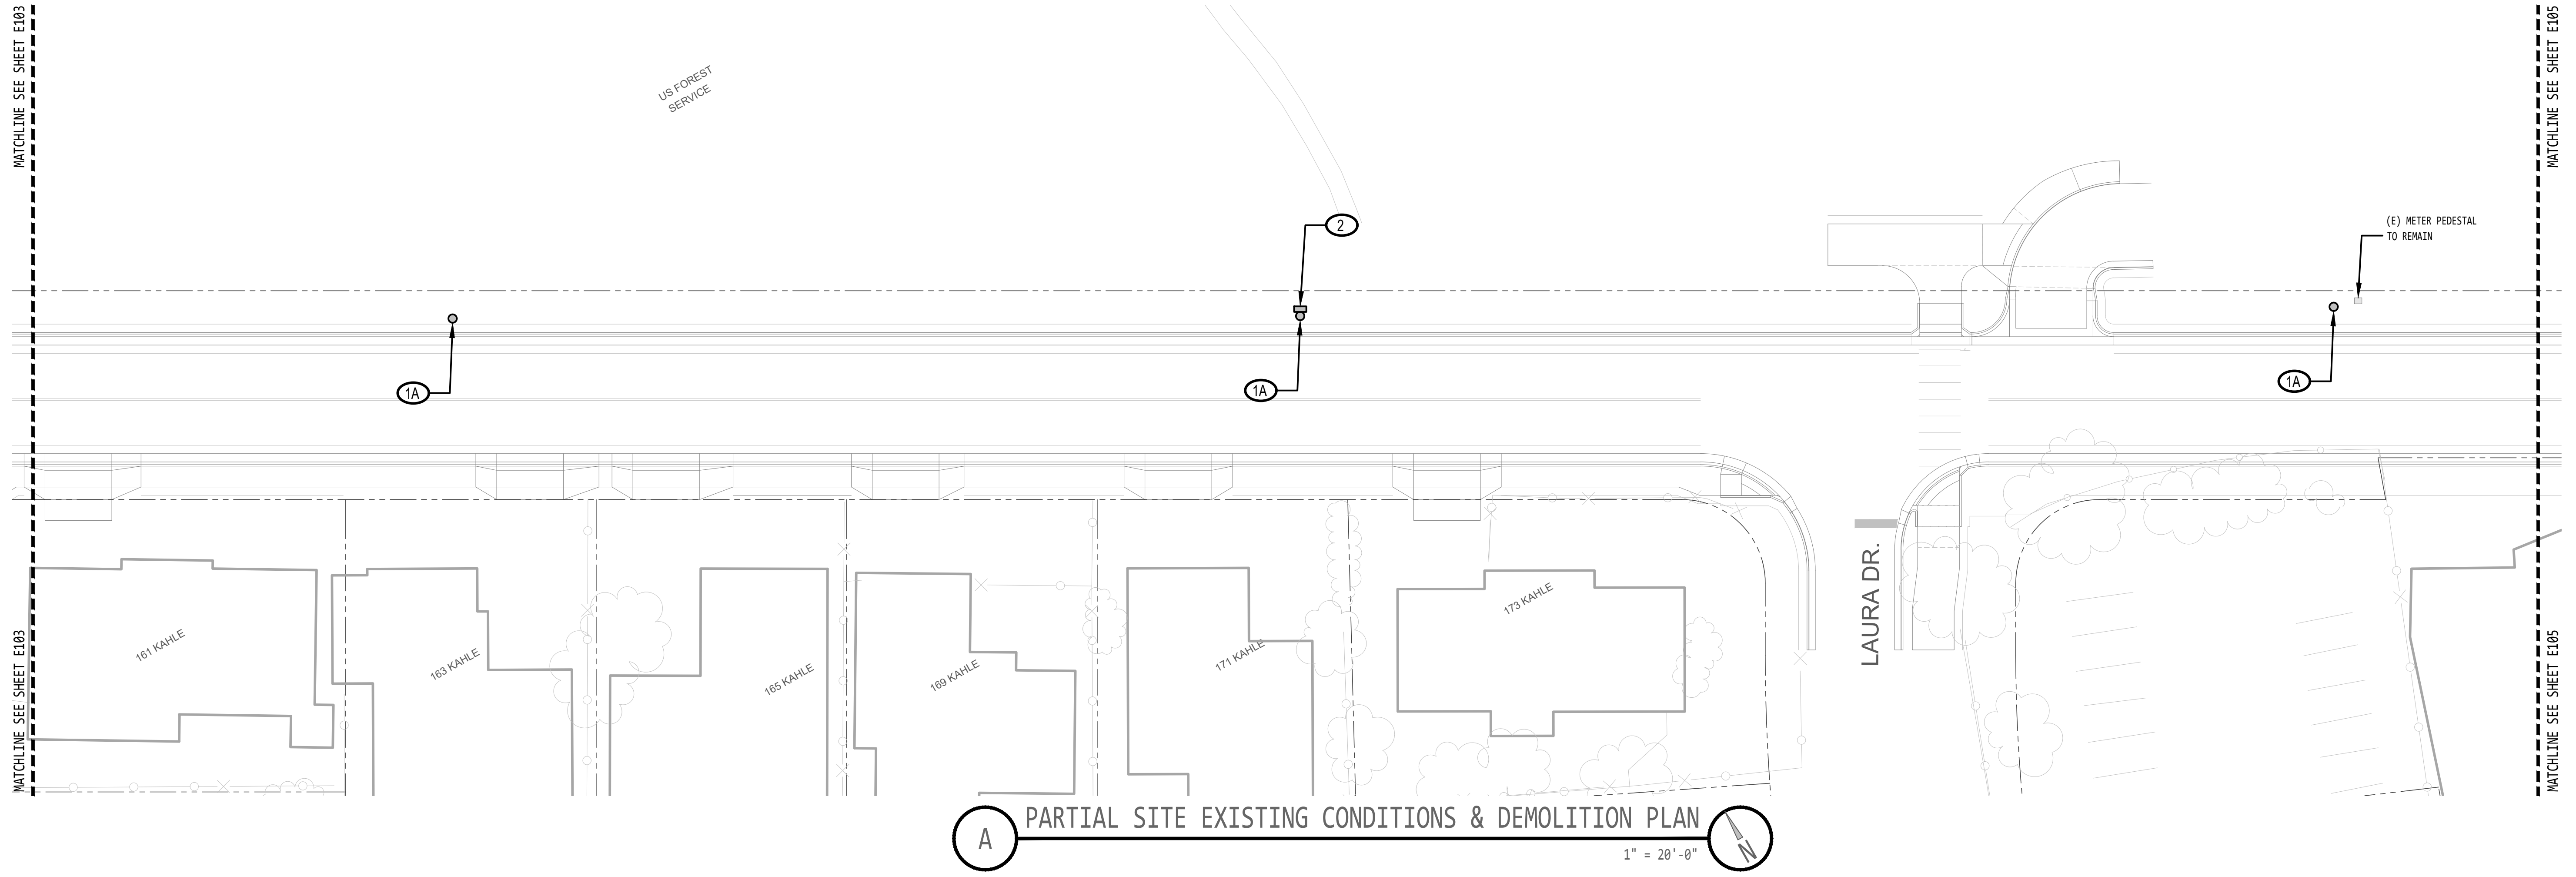 MATCHLINE SEE SHEET E103
MATCHLINE SEE SHEET E105
US FOREST
SERVICE
2
(E) METER PEDESTAL
TO REMAIN
1A
1A
1A
LAURA DR.
161 KAHLE
163 KAHLE
165 KAHLE
169 KAHLE
171 KAHLE
173 KAHLE
MATCHLINE SEE SHEET E103
MATCHLINE SEE SHEET E105
A
PARTIAL SITE EXISTING CONDITIONS & DEMOLITION PLAN
1" = 20'-0"
N